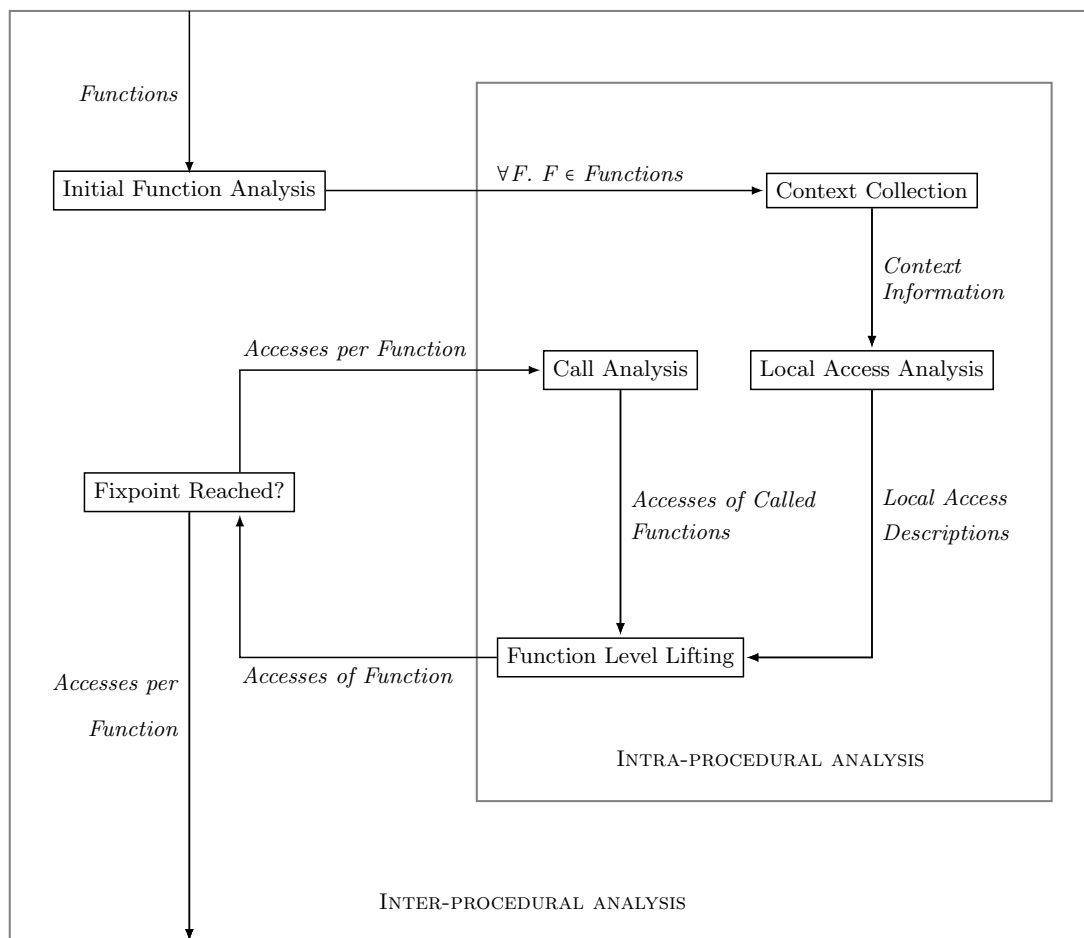 Functions
Initial Function Analysis
∀F. F ∈ Functions
Context Collection
Context
Information
Accesses per Function
Call Analysis
Local Access Analysis
Fixpoint Reached?
Accesses of Called
Functions
Local Access
Descriptions
Function Level Lifting
Accesses of Function
Accesses per
Function
INTRA-PROCEDURAL ANALYSIS
INTER-PROCEDURAL ANALYSIS